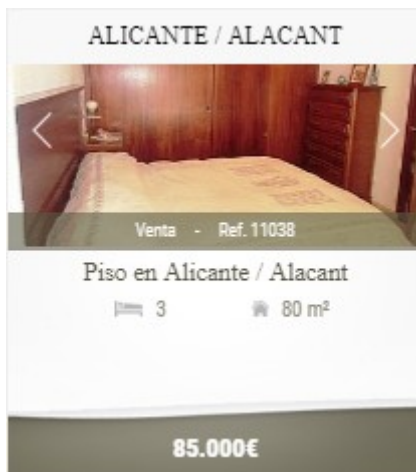 ALICANTE / ALACANT
Venta - Ref. 11038
Piso en Alicante / Alacant
3 80 m²
85.000€